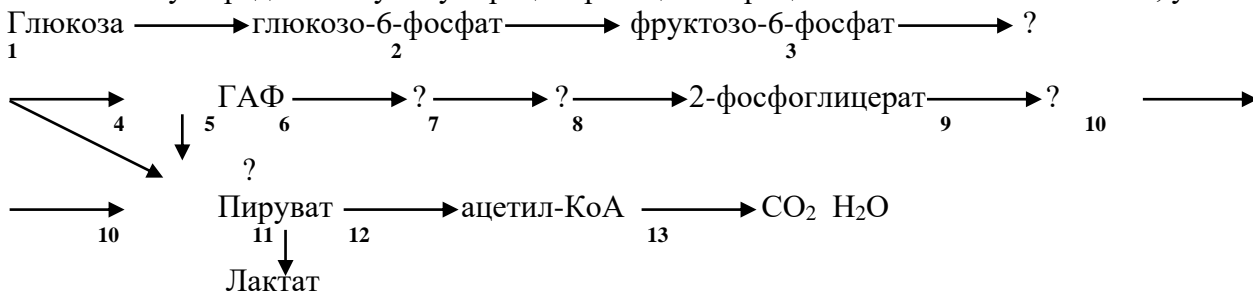 Глюкоза глюкозо-6-фосфат фруктозо-6-фосфат ?
1 2 3
ГАФ ? ? 2-фосфоглицерат ?
4 5 6 7 8 9 10
?
Пируват ацетил-КоА CO₂ H₂O
10 11 12 13
Лактат